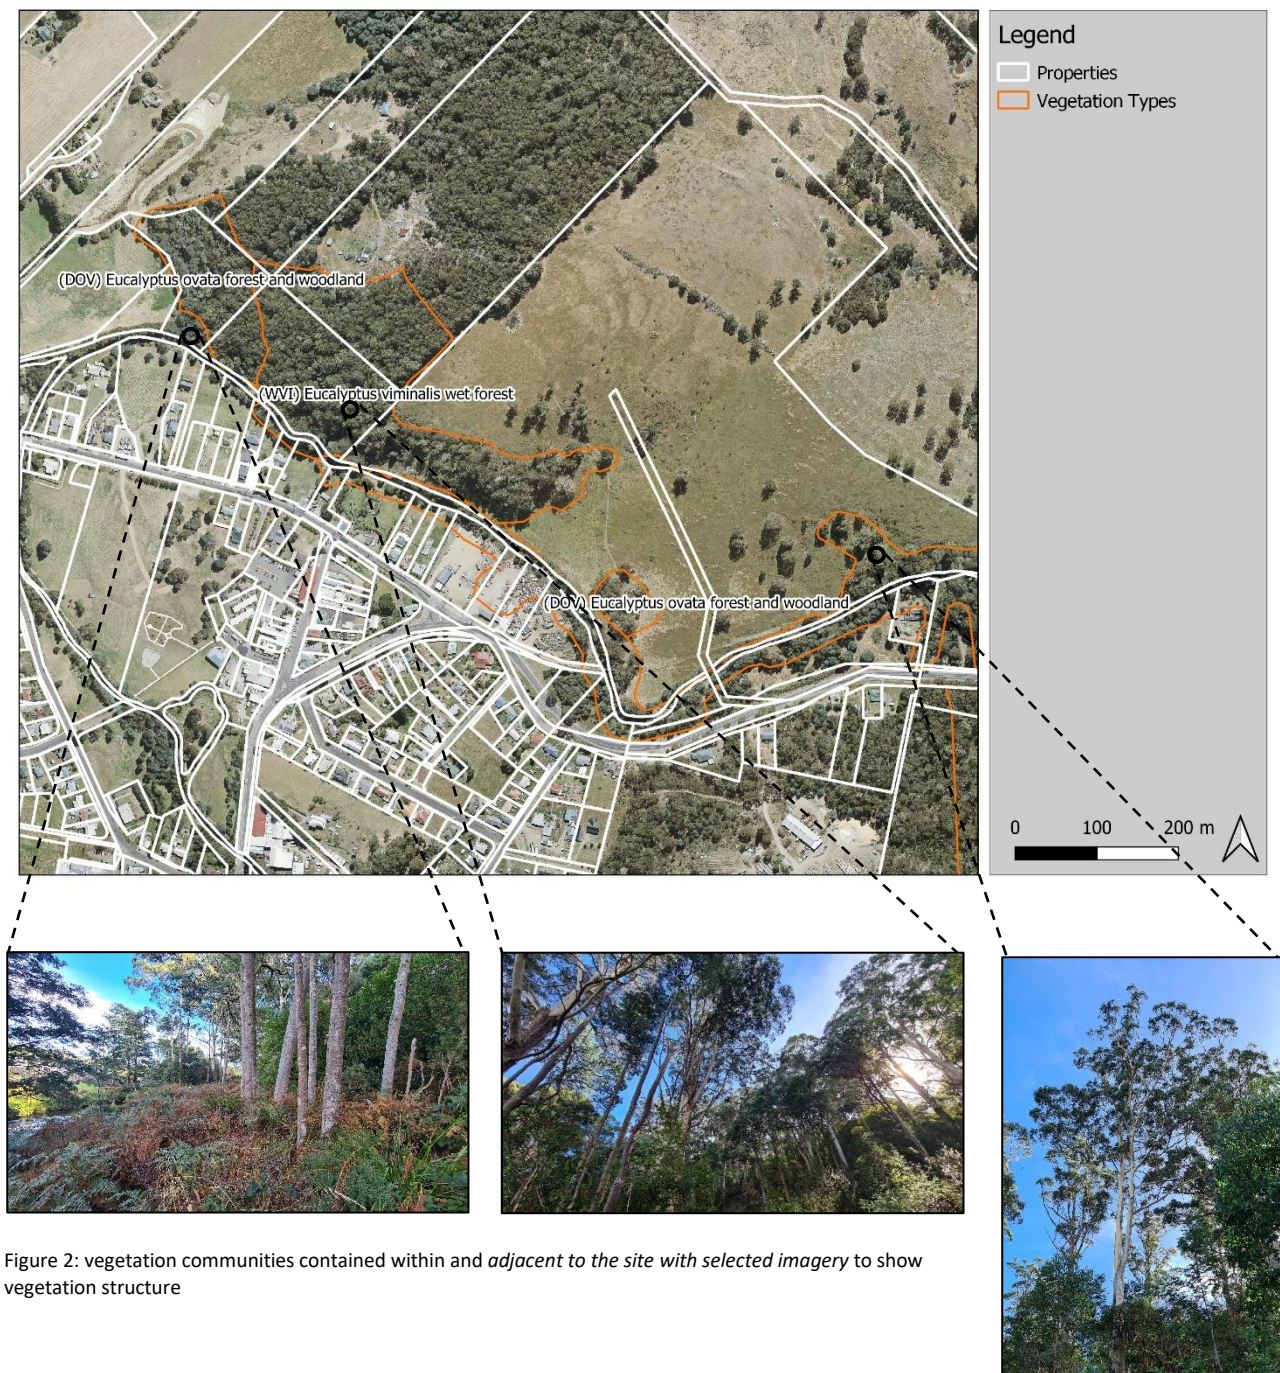 Legend
Properties
Vegetation Types
(DOV) Eucalyptus ovata forest and woodland
(WVI) Eucalyptus viminalis wet forest
(DOV) Eucalyptus ovata forest and woodland
0 100 200 m
Figure 2: vegetation communities contained within and adjacent to the site with selected imagery to show
vegetation structure